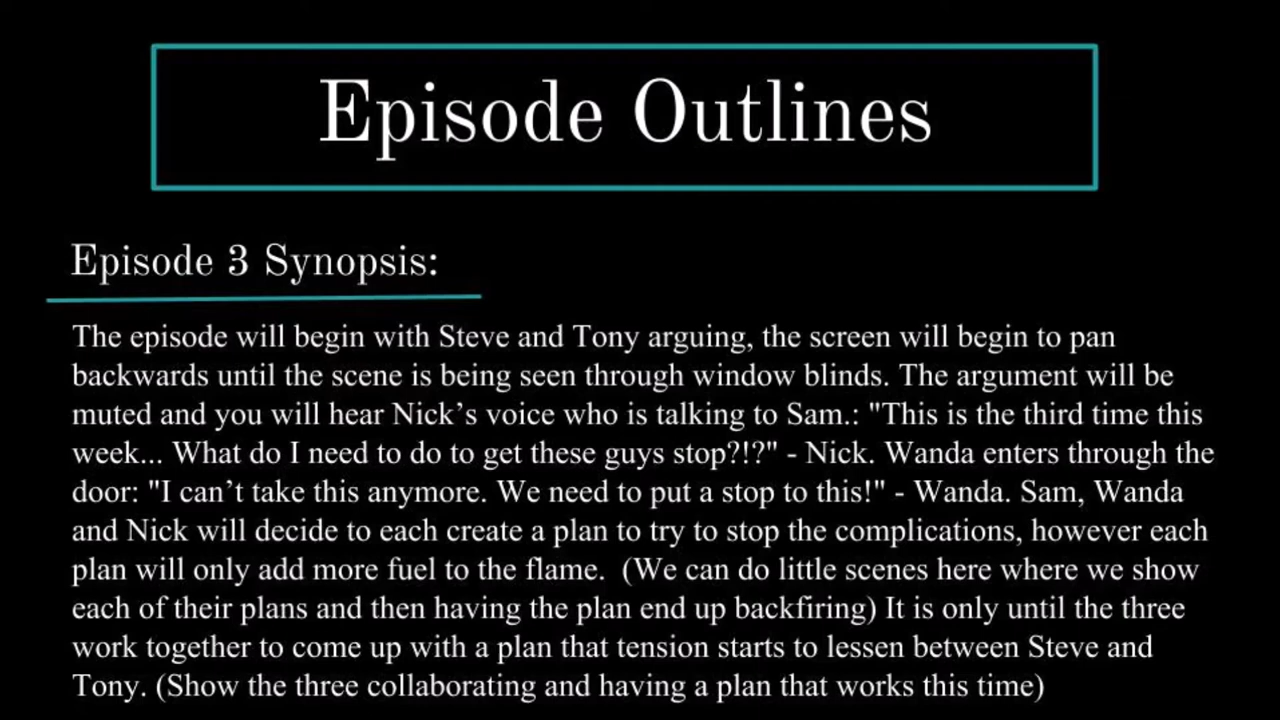 Episode Outlines
Episode 3 Synopsis:
The episode will begin with Steve and Tony arguing, the screen will begin to pan
backwards until the scene is being seen through window blinds. The argument will be
muted and you will hear Nick’s voice who is talking to Sam.: "This is the third time this
week... What do I need to do to get these guys stop?!?" - Nick. Wanda enters through the
door: "I can’t take this anymore. We need to put a stop to this!" - Wanda. Sam, Wanda
and Nick will decide to each create a plan to try to stop the complications, however each
plan will only add more fuel to the flame.  (We can do little scenes here where we show
each of their plans and then having the plan end up backfiring) It is only until the three
work together to come up with a plan that tension starts to lessen between Steve and
Tony. (Show the three collaborating and having a plan that works this time)